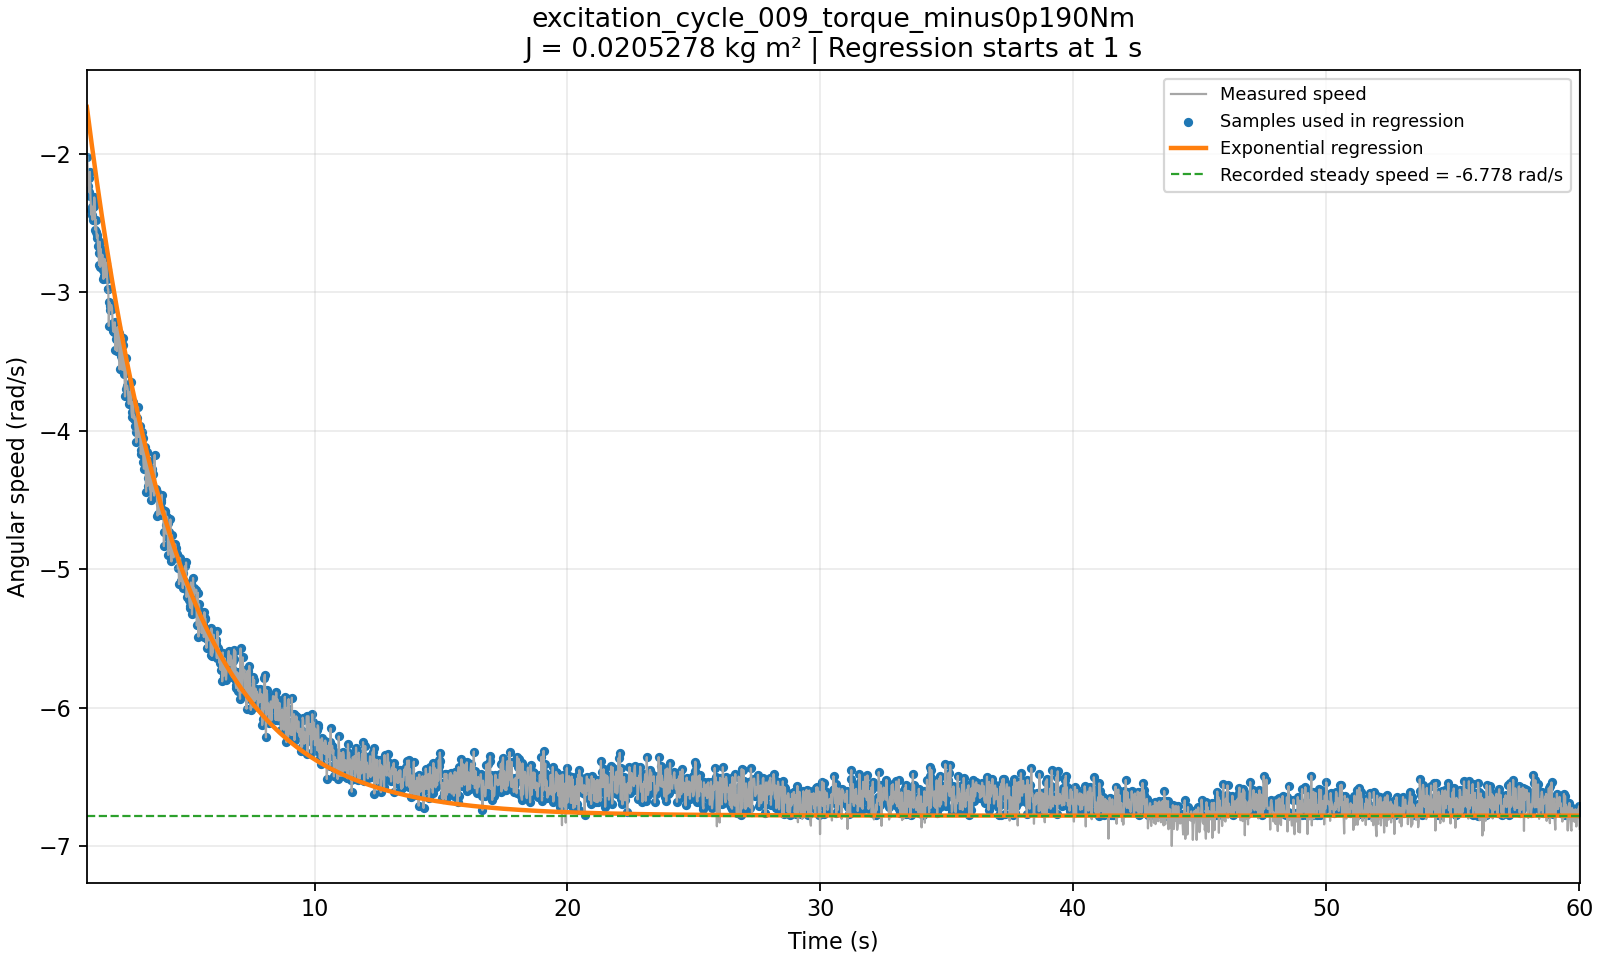 excitation_cycle_009_torque_minus0p190Nm
J = 0.0205278 kg m² | Regression starts at 1 s
Measured speed
Samples used in regression
Exponential regression
Recorded steady speed = -6.778 rad/s
Angular speed (rad/s)
−2
−3
−4
−5
−6
−7
10
20
30
40
50
60
Time (s)